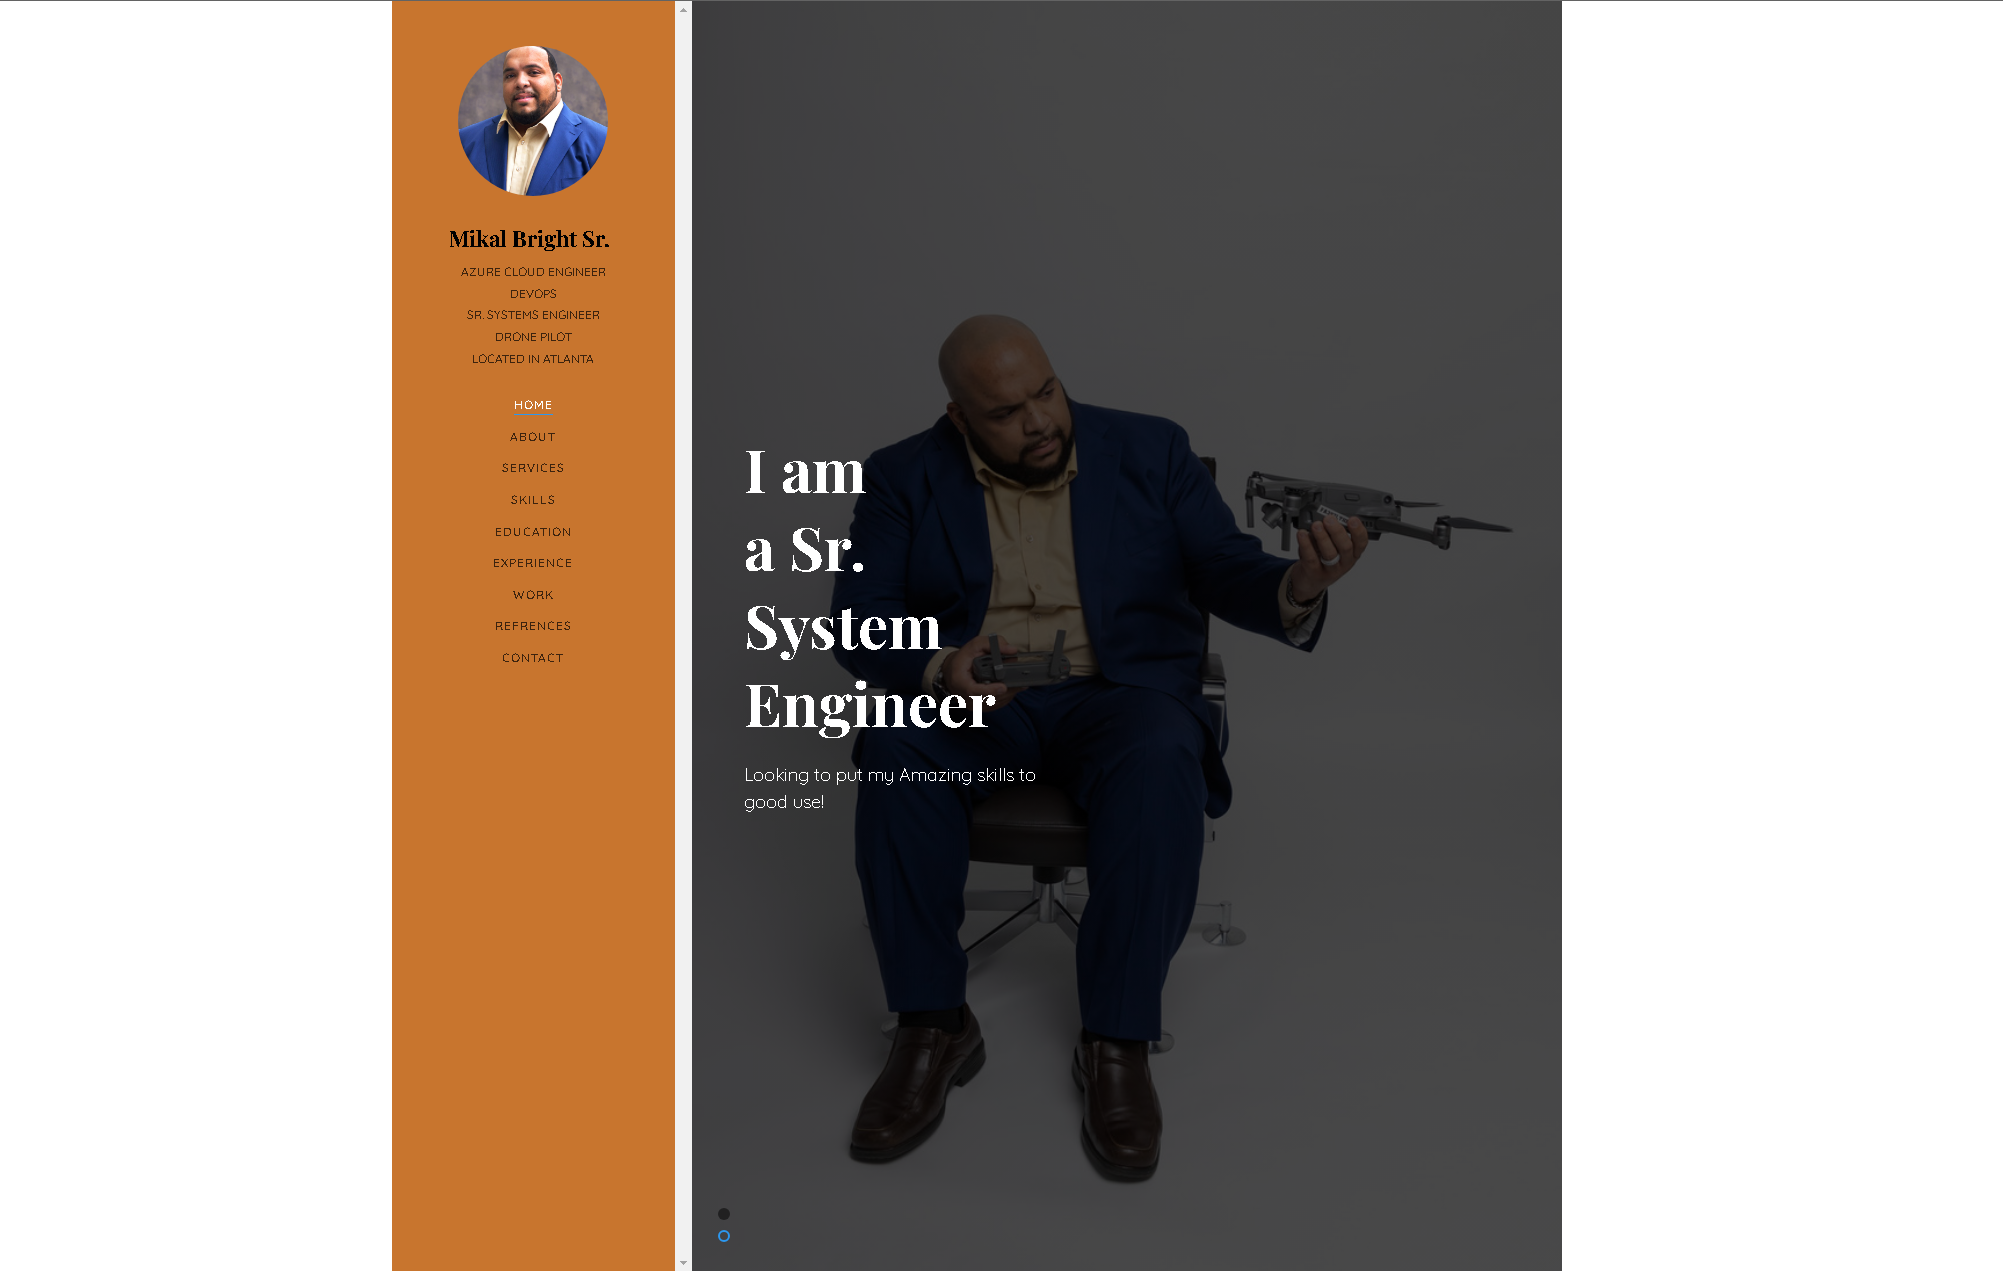 Mikal Bright Sr.
AZURE CLOUD ENGINEER
DEVOPS
SR. SYSTEMS ENGINEER
DRONE PILOT
LOCATED IN ATLANTA
HOME
ABOUT
SERVICES
SKILLS
EDUCATION
EXPERIENCE
WORK
REFRENCES
CONTACT
I am
a Sr.
System
Engineer
Looking to put my Amazing skills to
good use!